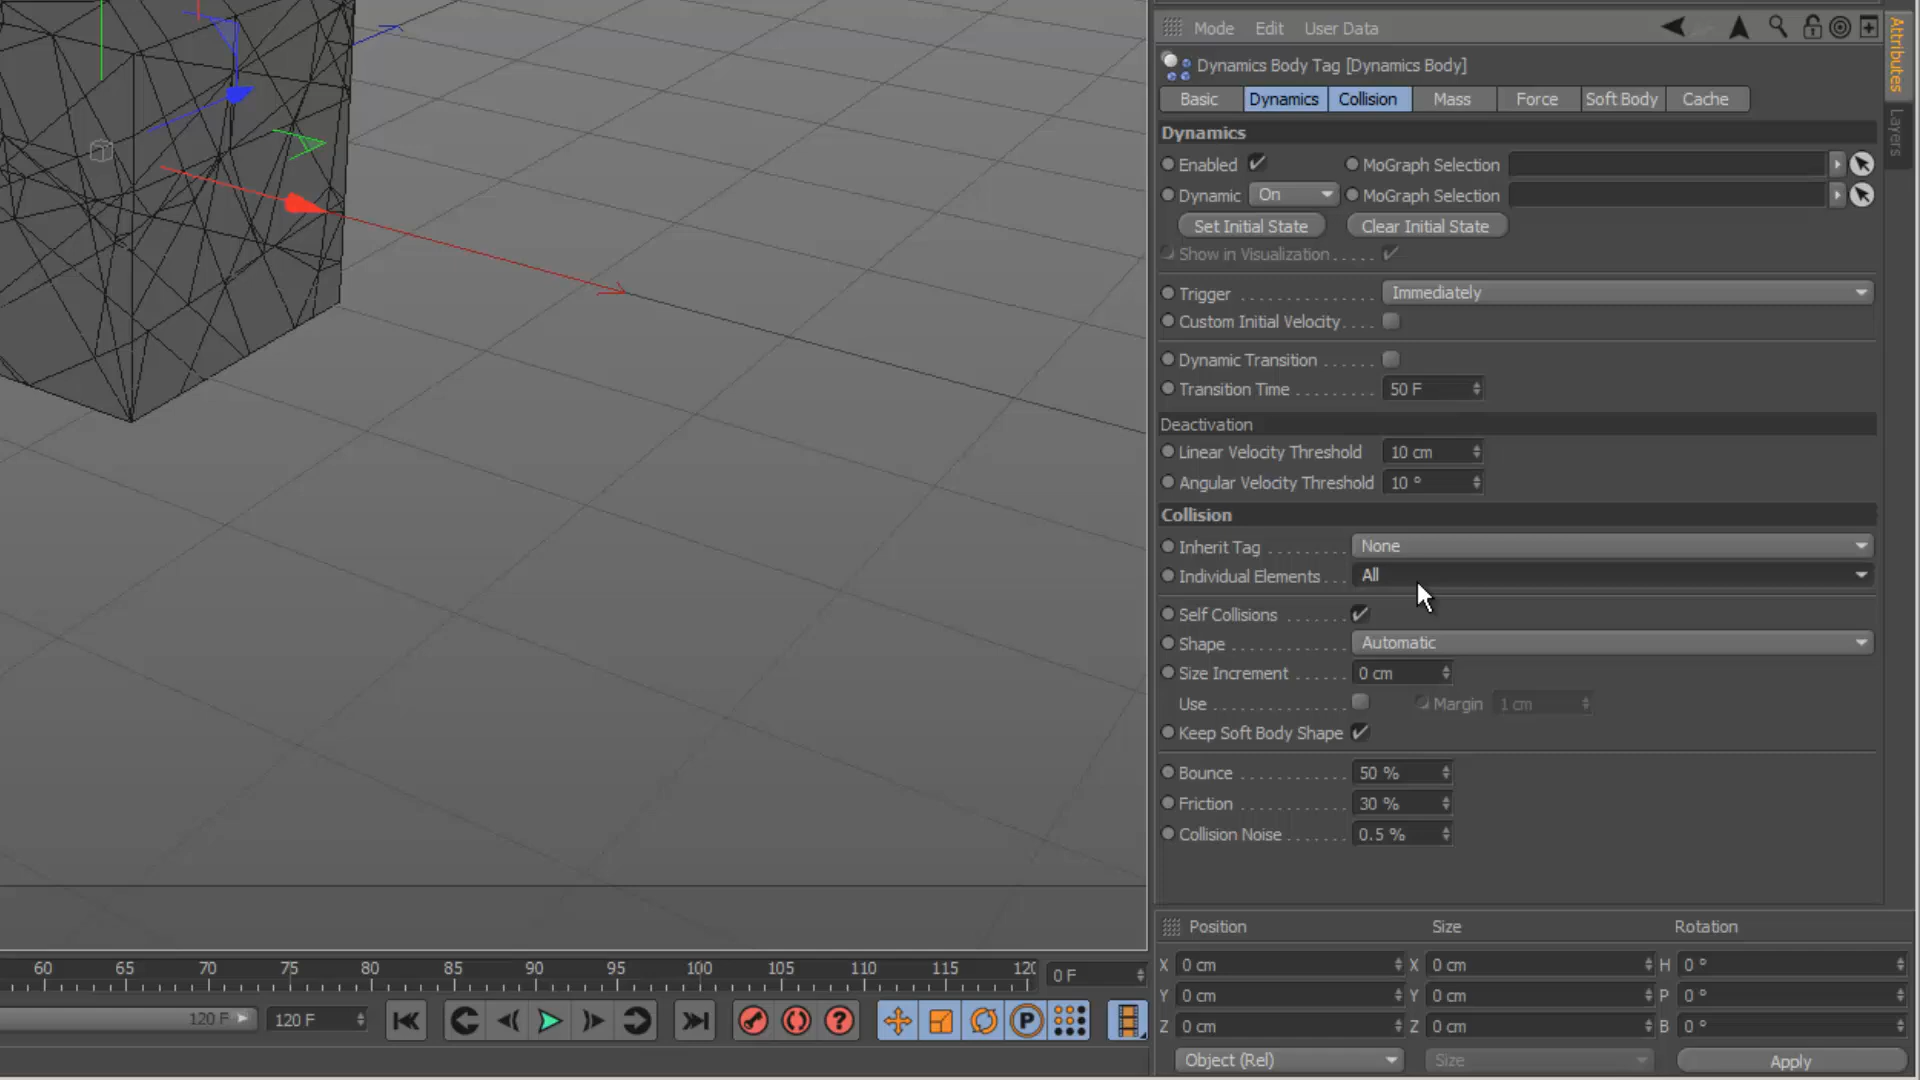 Mode Edit User Data
Attributes
Layers
Dynamics Body Tag [Dynamics Body]
Basic Dynamics Collision Mass Force Soft Body Cache
Dynamics
Enabled MoGraph Selection
Dynamic On MoGraph Selection
Set Initial State Clear Initial State
Show in Visualization . . . . .
Trigger . . . . . . . . . . . . . . Immediately
Custom Initial Velocity. . . .
Dynamic Transition . . . . . .
Transition Time . . . . . . . . . 50 F
Deactivation
Linear Velocity Threshold 10 cm
Angular Velocity Threshold 10 °
Collision
Inherit Tag . . . . . . . . . None
Individual Elements . . . All
Self Collisions . . . . . . .
Shape . . . . . . . . . . . . . Automatic
Size Increment . . . . . . 0 cm
Use . . . . . . . . . . . . . . . Margin 1 cm
Keep Soft Body Shape
Bounce . . . . . . . . . . . . 50 %
Friction . . . . . . . . . . . . 30 %
Collision Noise . . . . . . . 0.5 %
Position Size Rotation
X 0 cm X 0 cm H 0 °
Y 0 cm Y 0 cm P 0 °
Z 0 cm Z 0 cm B 0 °
Object (Rel) Size Apply
60 65 70 75 80 85 90 95 100 105 110 115 120 0 F
120 F 120 F ? P